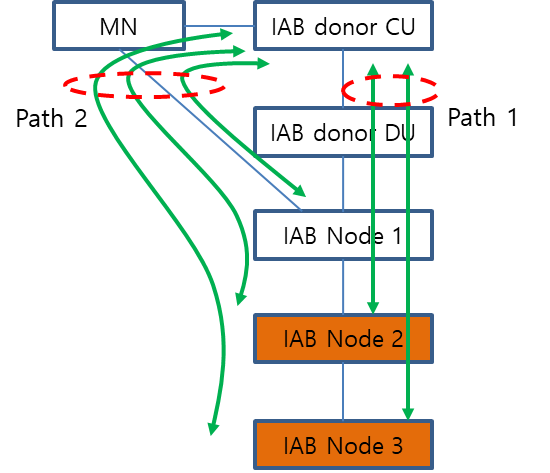 MN
IAB donor CU
Path 2
Path 1
IAB donor DU
IAB Node 1
IAB Node 2
IAB Node 3